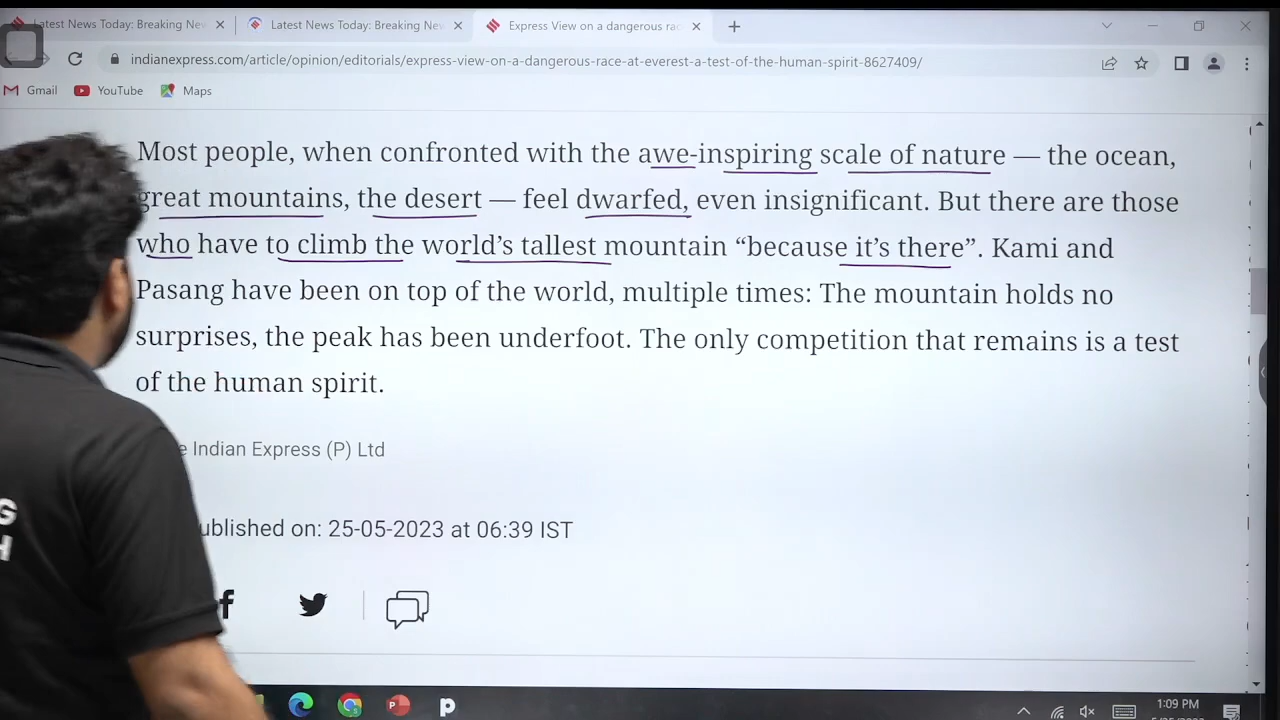 Latest News Today: Breaking Ne
Latest News Today: Breaking Ne
Express View on a dangerous rac
indianexpress.com/article/opinion/editorials/express-view-on-a-dangerous-race-at-everest-a-test-of-the-human-spirit-8627409/
Gmail
YouTube
Maps
Most people, when confronted with the awe-inspiring scale of nature — the ocean,
great mountains, the desert — feel dwarfed, even insignificant. But there are those
who have to climb the world’s tallest mountain “because it’s there”. Kami and
Pasang have been on top of the world, multiple times: The mountain holds no
surprises, the peak has been underfoot. The only competition that remains is a test
of the human spirit.
Indian Express (P) Ltd
ublished on: 25-05-2023 at 06:39 IST
1:09 PM